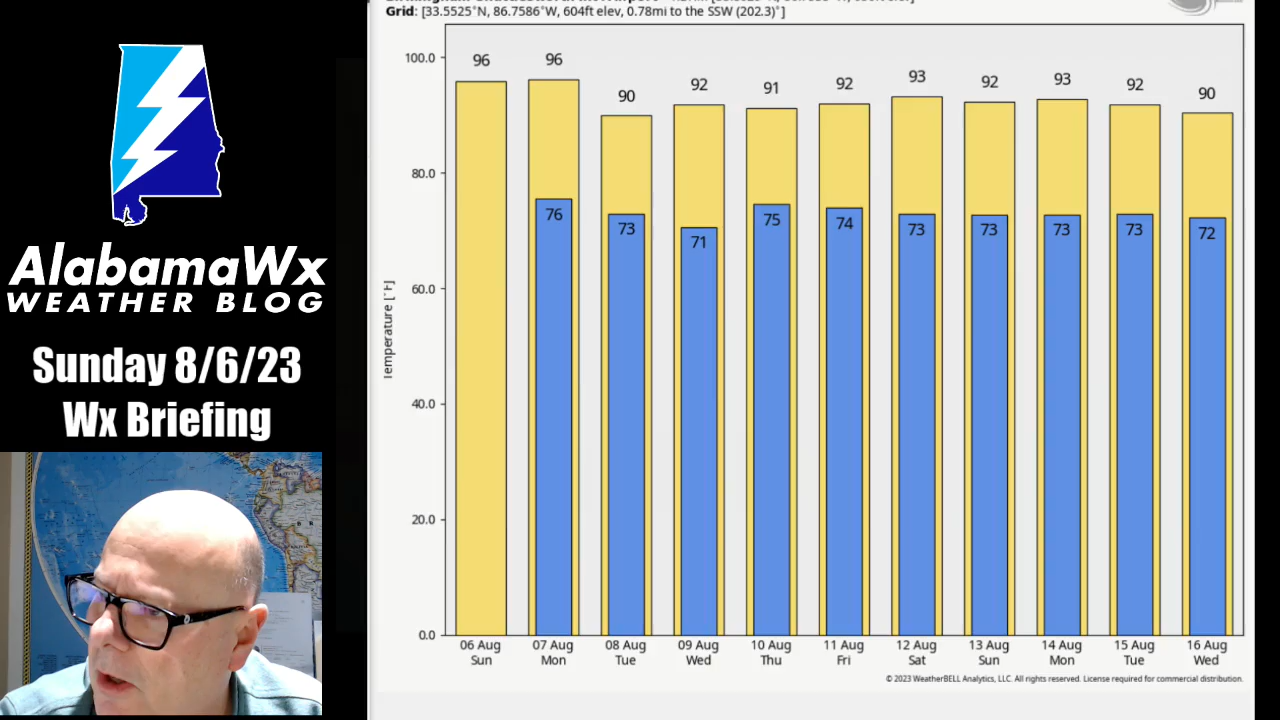 Grid: [33.5525°N, 86.7586°W, 604ft elev, 0.78mi to the SSW (202.3)°]
AlabamaWx
WEATHER BLOG
Sunday 8/6/23
Wx Briefing
Temperature [°F]
100.0
80.0
60.0
40.0
20.0
0.0
96 96 90 92 91 92 93 92 93 92 90
76 73 71 75 74 73 73 73 73 72
06 Aug 07 Aug 08 Aug 09 Aug 10 Aug 11 Aug 12 Aug 13 Aug 14 Aug 15 Aug 16 Aug
Sun Mon Tue Wed Thu Fri Sat Sun Mon Tue Wed
© 2023 WeatherBELL Analytics, LLC. All rights reserved. License required for commercial distribution.